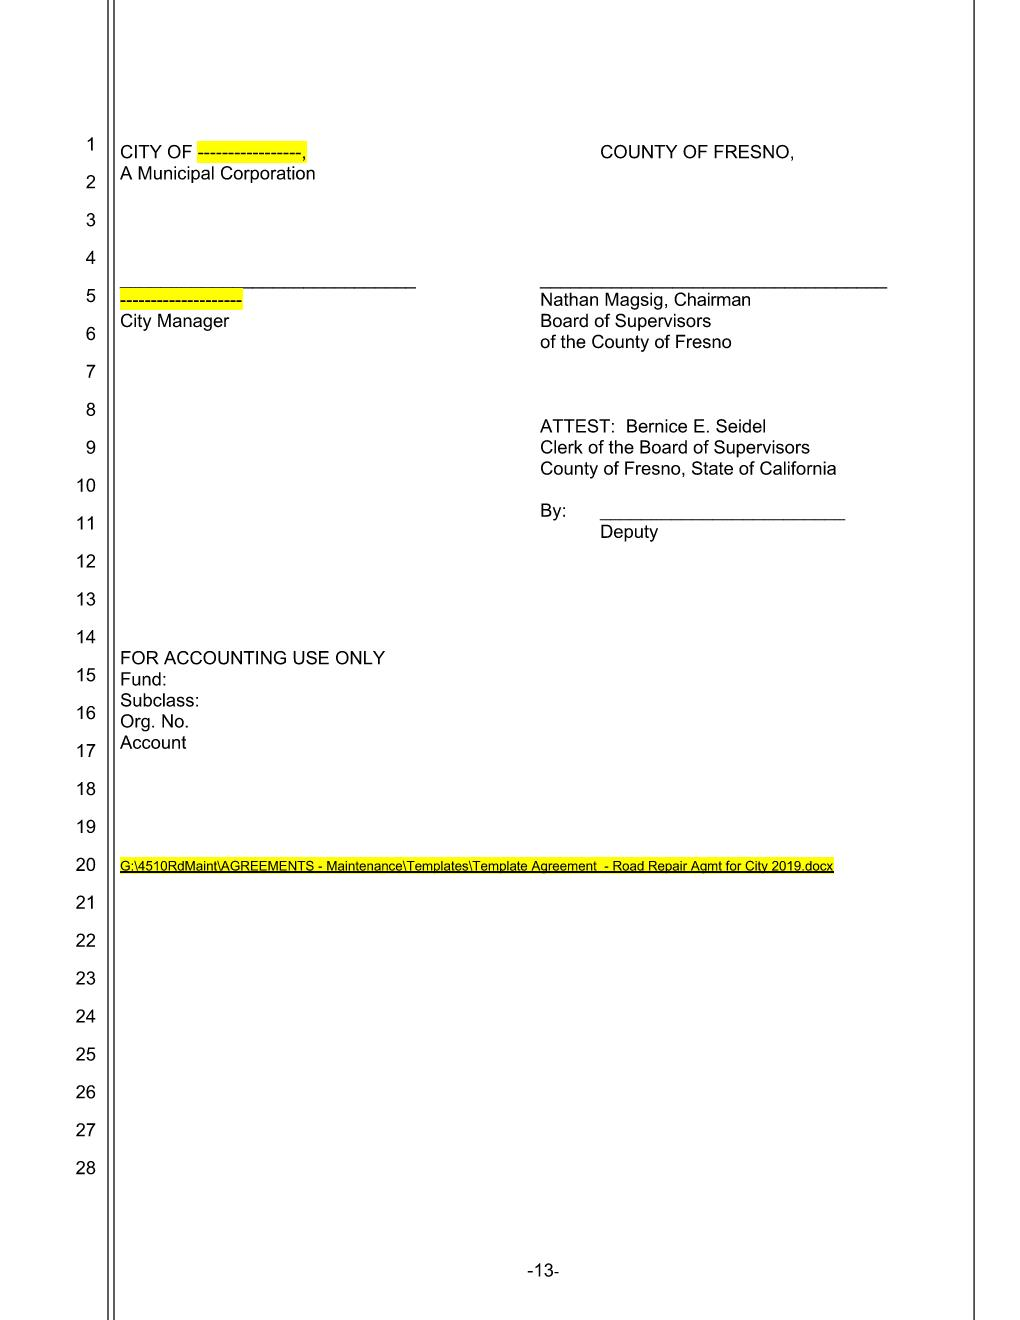 1
2
3
4
5
6
7
8
9
10
11
12
13
14
15
16
17
18
19
20
21
22
23
24
25
26
27
28
CITY OF -----------------,
A Municipal Corporation
--------------------
City Manager
COUNTY OF FRESNO,
Nathan Magsig, Chairman
Board of Supervisors
of the County of Fresno
ATTEST: Bernice E. Seidel
Clerk of the Board of Supervisors
County of Fresno, State of California
By:
Deputy
FOR ACCOUNTING USE ONLY
Fund:
Subclass:
Org. No.
Account
G:\4510RdMaint\AGREEMENTS - Maintenance\Templates\Template Agreement - Road Repair Agmt for City 2019.docx
-13-